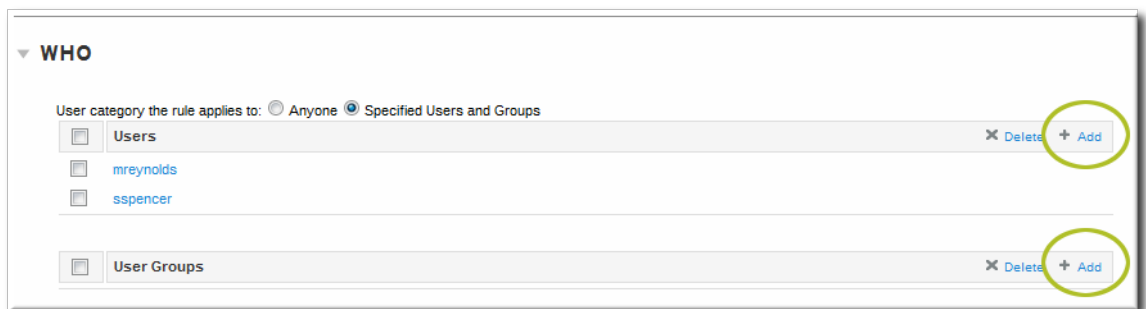 WHO
User category the rule applies to: Anyone Specified Users and Groups
Users Delete Add
mreynolds
sspencer
User Groups Delete Add